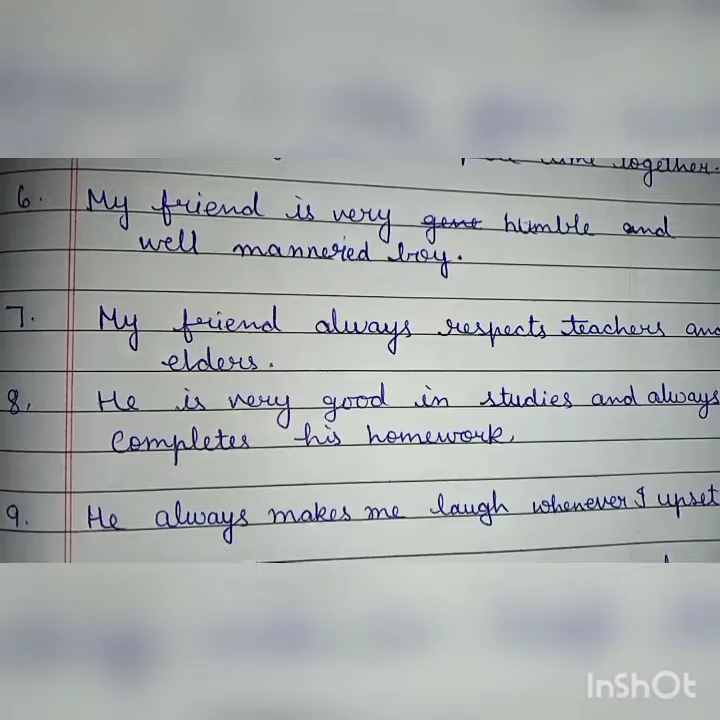 together.
6. My friend is very humble and
well mannered boy.
7. My friend always respects teachers and
elders.
8. He is very good in studies and always
completes his homework.
9. He always makes me laugh whenever I upset
InShOt